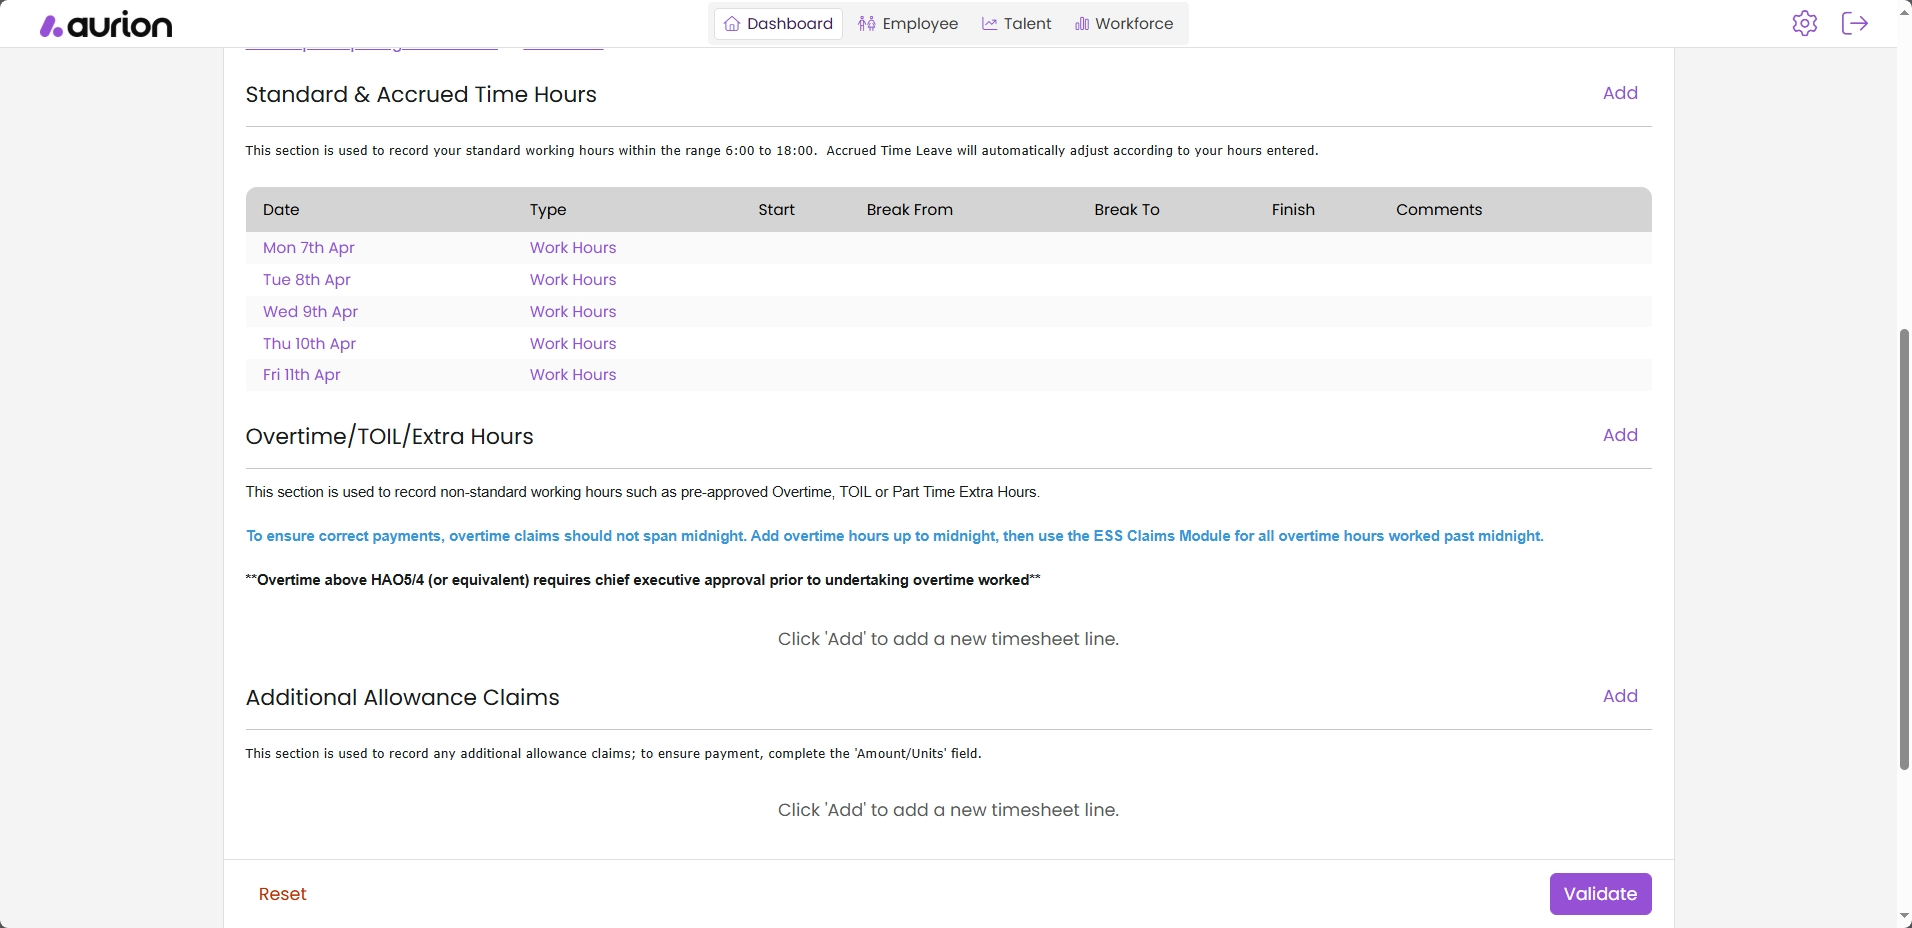 aurion
Dashboard
Employee
Talent
Workforce
Standard & Accrued Time Hours
Add
This section is used to record your standard working hours within the range 6:00 to 18:00.  Accrued Time Leave will automatically adjust according to your hours entered.
Date Type Start Break From Break To Finish Comments
Mon 7th Apr Work Hours
Tue 8th Apr Work Hours
Wed 9th Apr Work Hours
Thu 10th Apr Work Hours
Fri 11th Apr Work Hours
Overtime/TOIL/Extra Hours
Add
This section is used to record non-standard working hours such as pre-approved Overtime, TOIL or Part Time Extra Hours.
To ensure correct payments, overtime claims should not span midnight. Add overtime hours up to midnight, then use the ESS Claims Module for all overtime hours worked past midnight.
**Overtime above HAO5/4 (or equivalent) requires chief executive approval prior to undertaking overtime worked**
Click 'Add' to add a new timesheet line.
Additional Allowance Claims
Add
This section is used to record any additional allowance claims; to ensure payment, complete the 'Amount/Units' field.
Click 'Add' to add a new timesheet line.
Reset
Validate